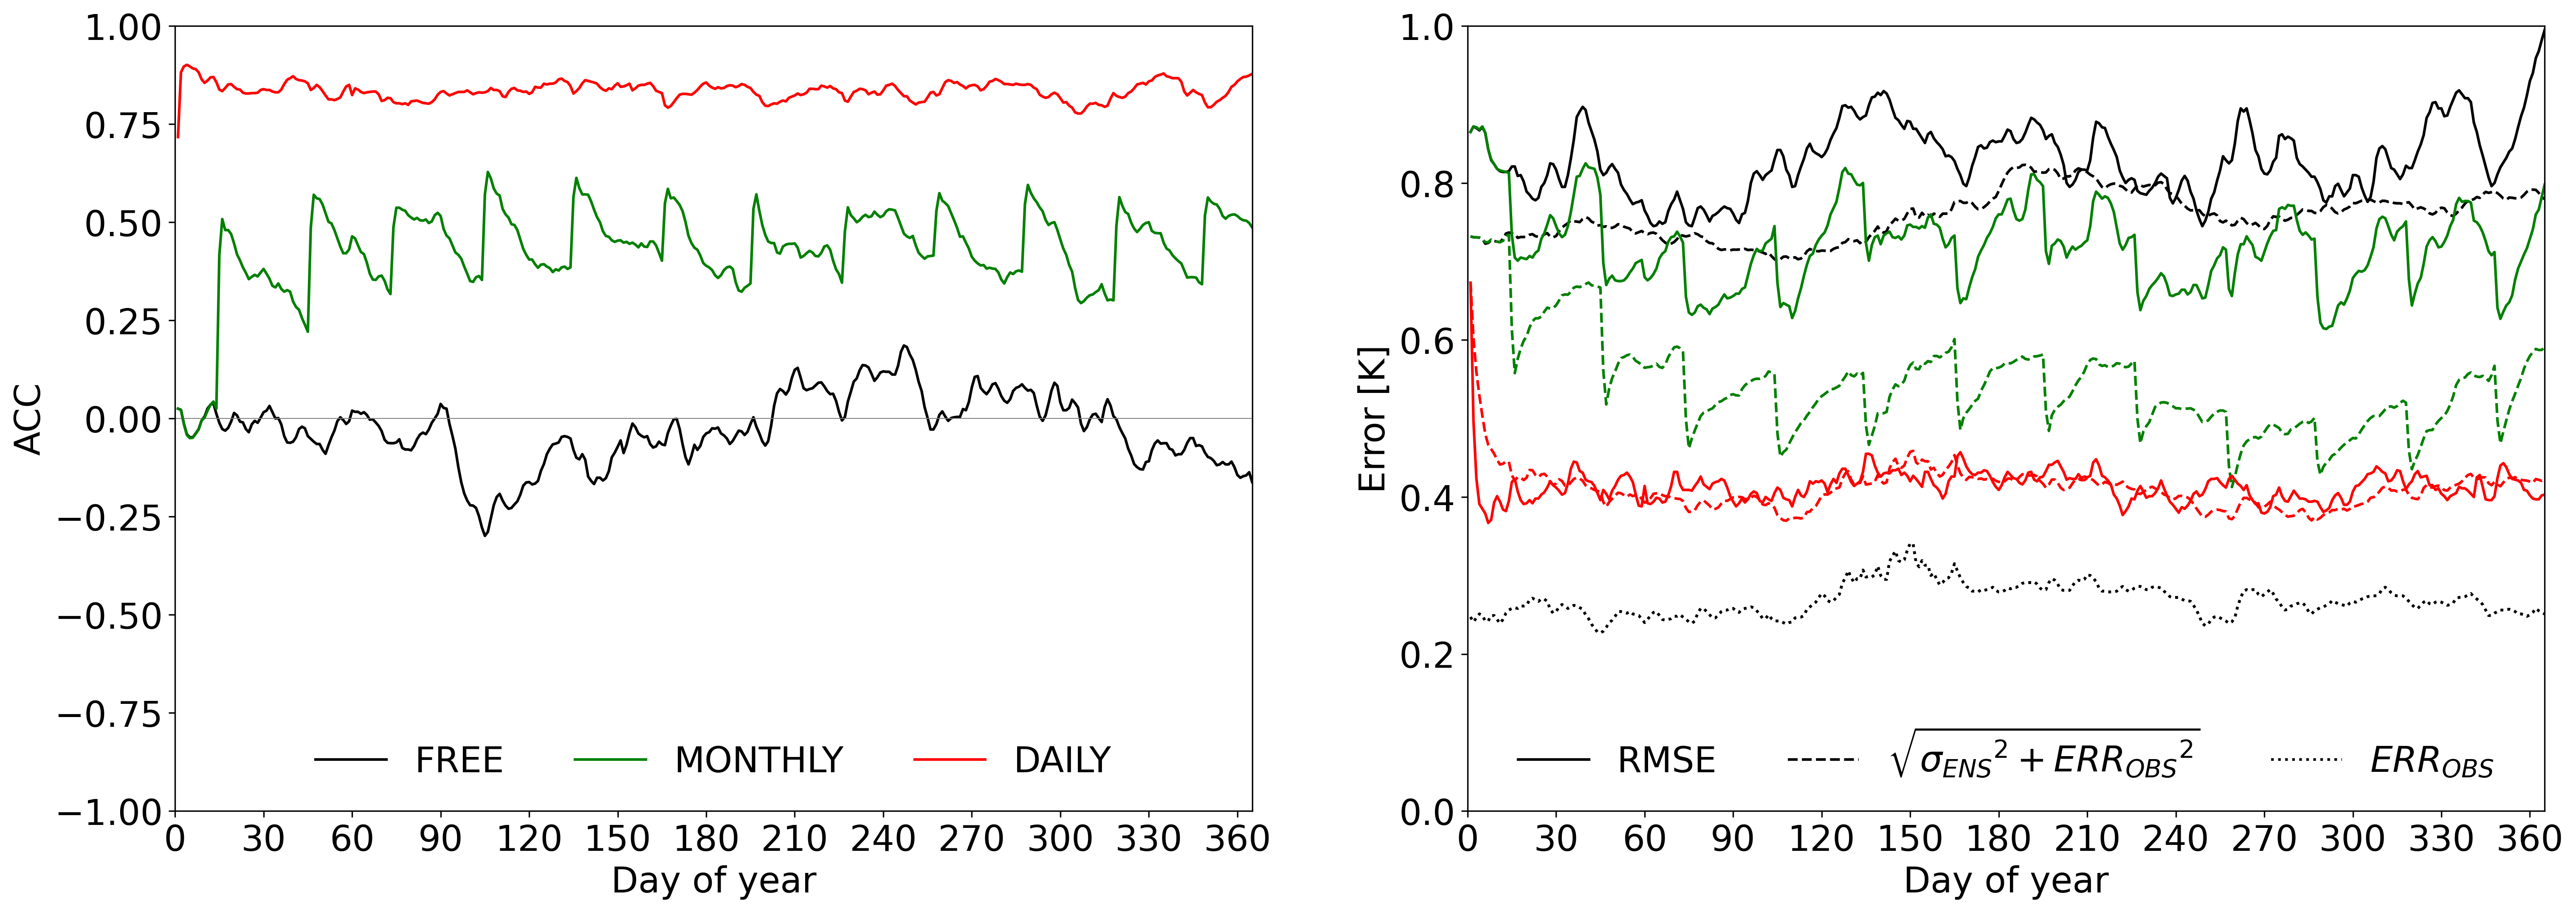 1.00
0.75
0.50
0.25
0.00
−0.25
−0.50
−0.75
−1.00
ACC
FREE MONTHLY DAILY
0 30 60 90 120 150 180 210 240 270 300 330 360
Day of year
1.0
0.8
0.6
0.4
0.2
0.0
Error [K]
RMSE √σ_ENS² + ERR_OBS² ERR_OBS
0 30 60 90 120 150 180 210 240 270 300 330 360
Day of year